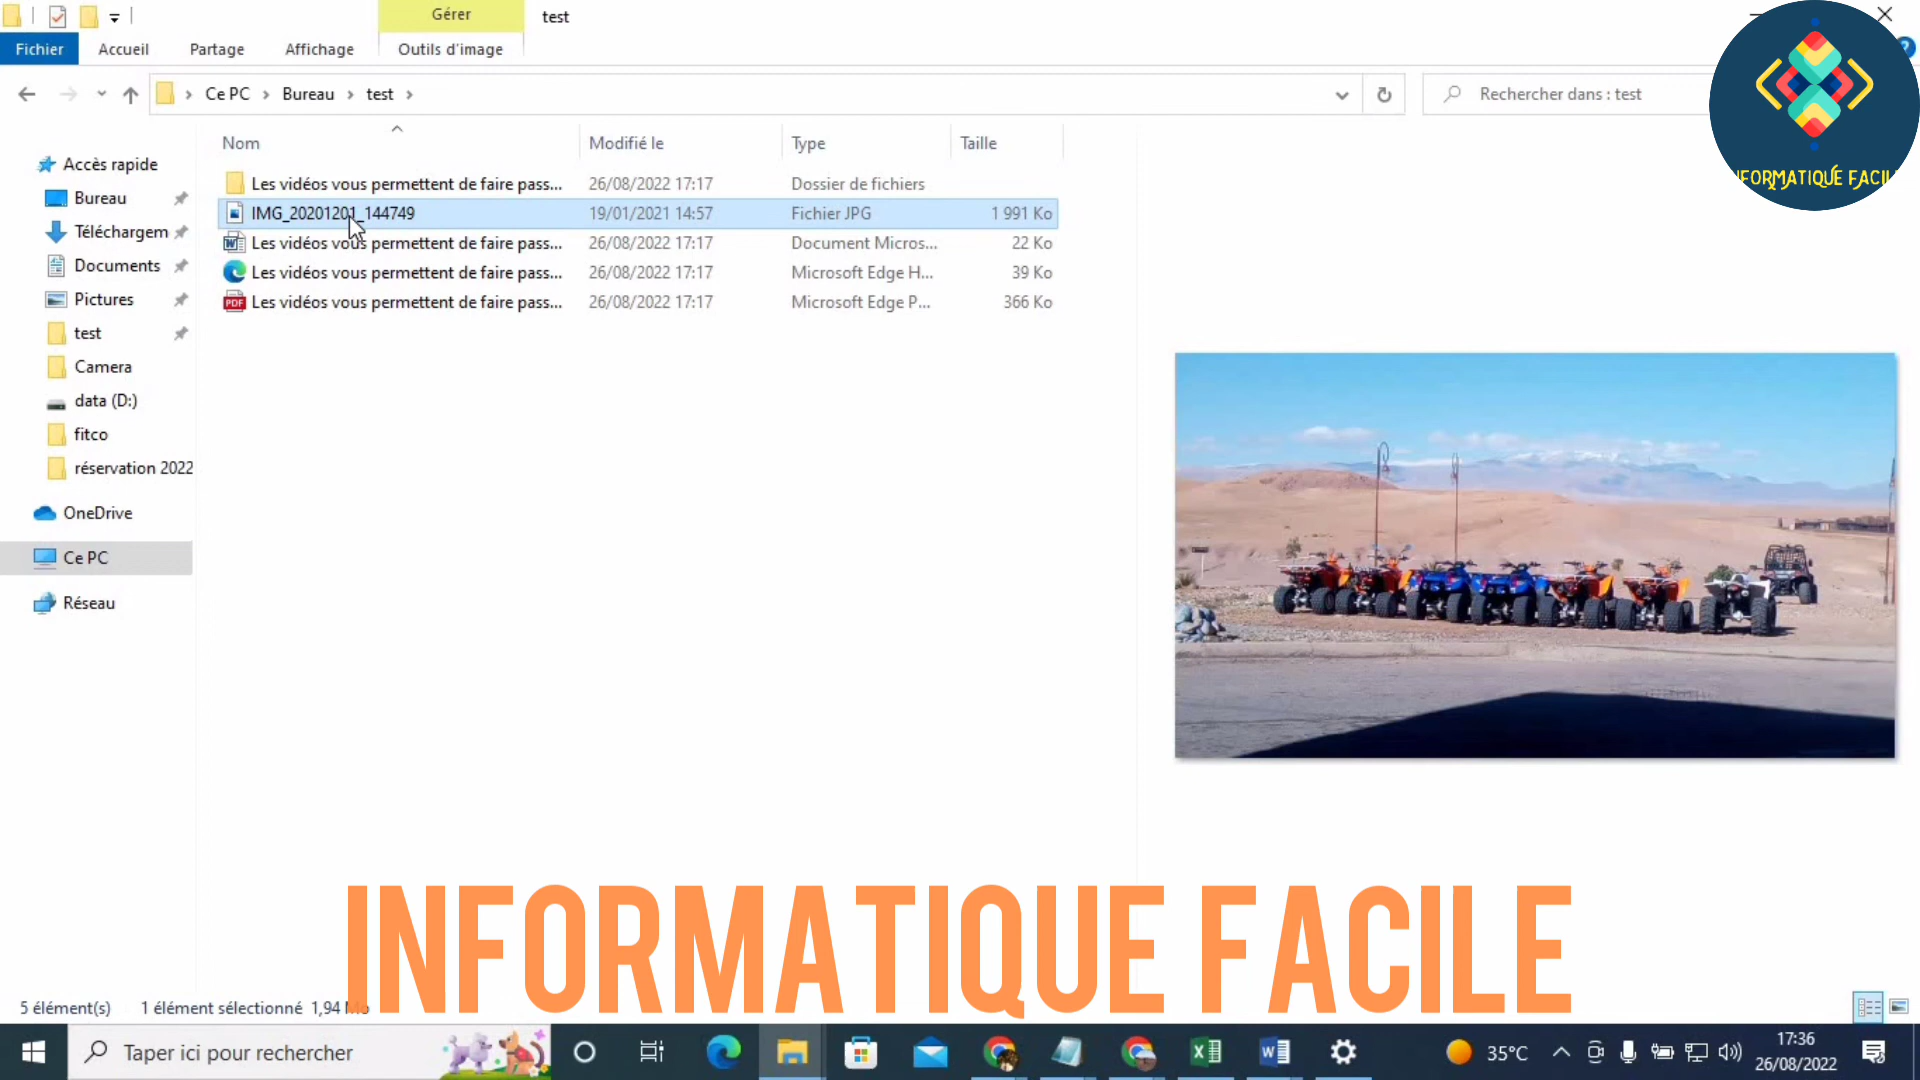 Gérer
test
Fichier
Accueil
Partage
Affichage
Outils d'image
Ce PC
Bureau
test
Rechercher dans : test
INFORMATIQUE FACILE
Nom
Modifié le
Type
Taille
Accès rapide
Bureau
Téléchargem
Documents
Pictures
test
Camera
data (D:)
fitco
réservation 2022
OneDrive
Ce PC
Réseau
Les vidéos vous permettent de faire pass... 26/08/2022 17:17 Dossier de fichiers
IMG_20201201_144749 19/01/2021 14:57 Fichier JPG 1 991 Ko
Les vidéos vous permettent de faire pass... 26/08/2022 17:17 Document Micros... 22 Ko
Les vidéos vous permettent de faire pass... 26/08/2022 17:17 Microsoft Edge H... 39 Ko
PDF Les vidéos vous permettent de faire pass... 26/08/2022 17:17 Microsoft Edge P... 366 Ko
INFORMATIQUE FACILE
5 élément(s) 1 élément sélectionné 1,94 Mo
Taper ici pour rechercher
35°C
17:36
26/08/2022